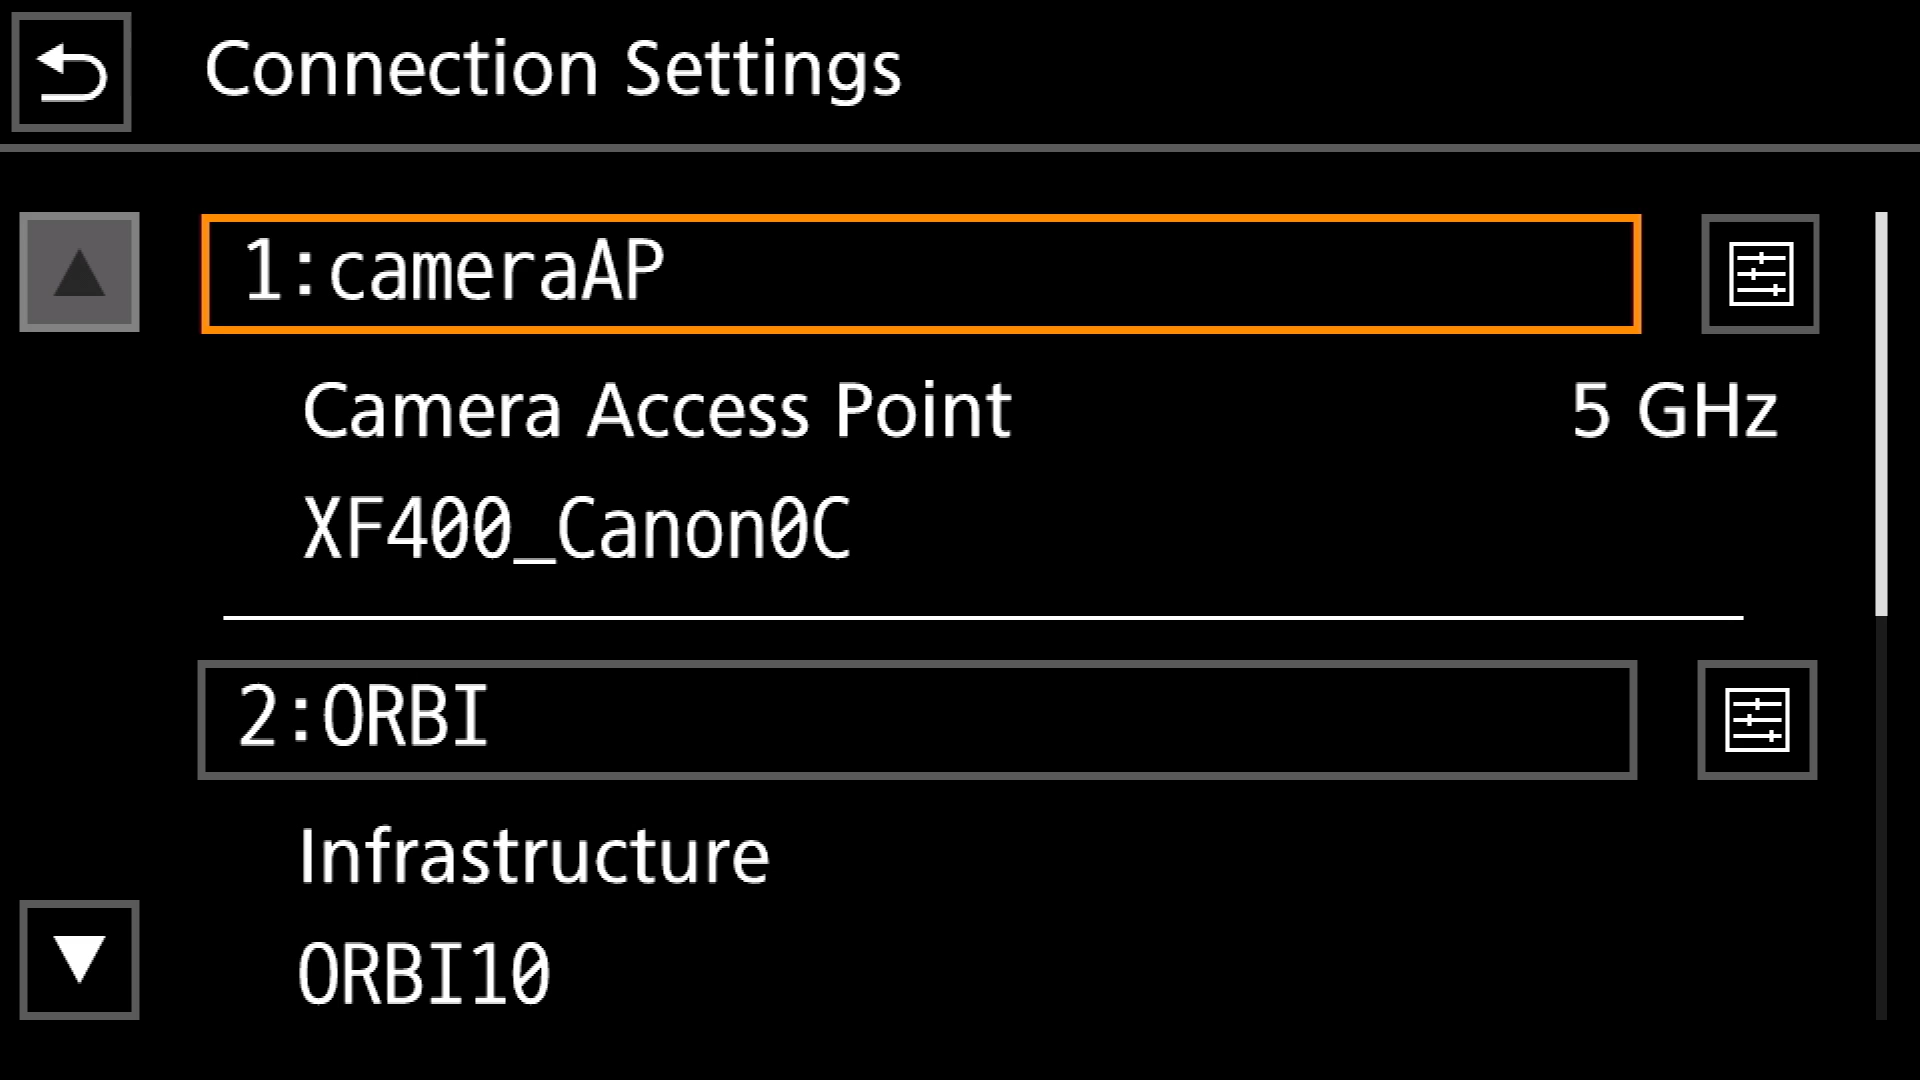 Connection Settings
1:cameraAP
Camera Access Point 5 GHz
XF400_Canon0C
2:ORBI
Infrastructure
ORBI10